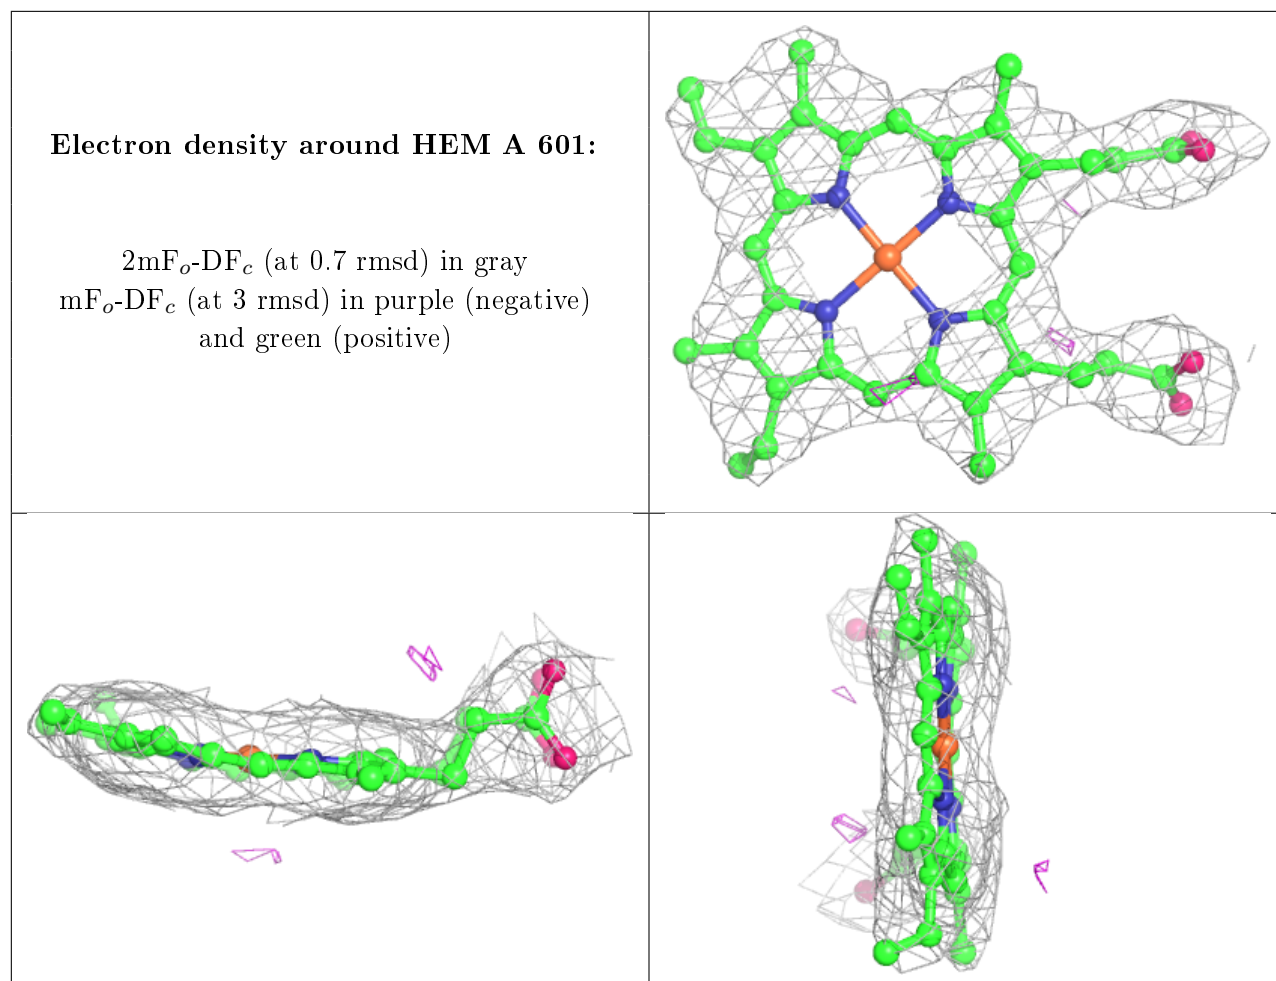 Electron density around HEM A 601:
2mFo-DFc (at 0.7 rmsd) in gray
mFo-DFc (at 3 rmsd) in purple (negative)
and green (positive)